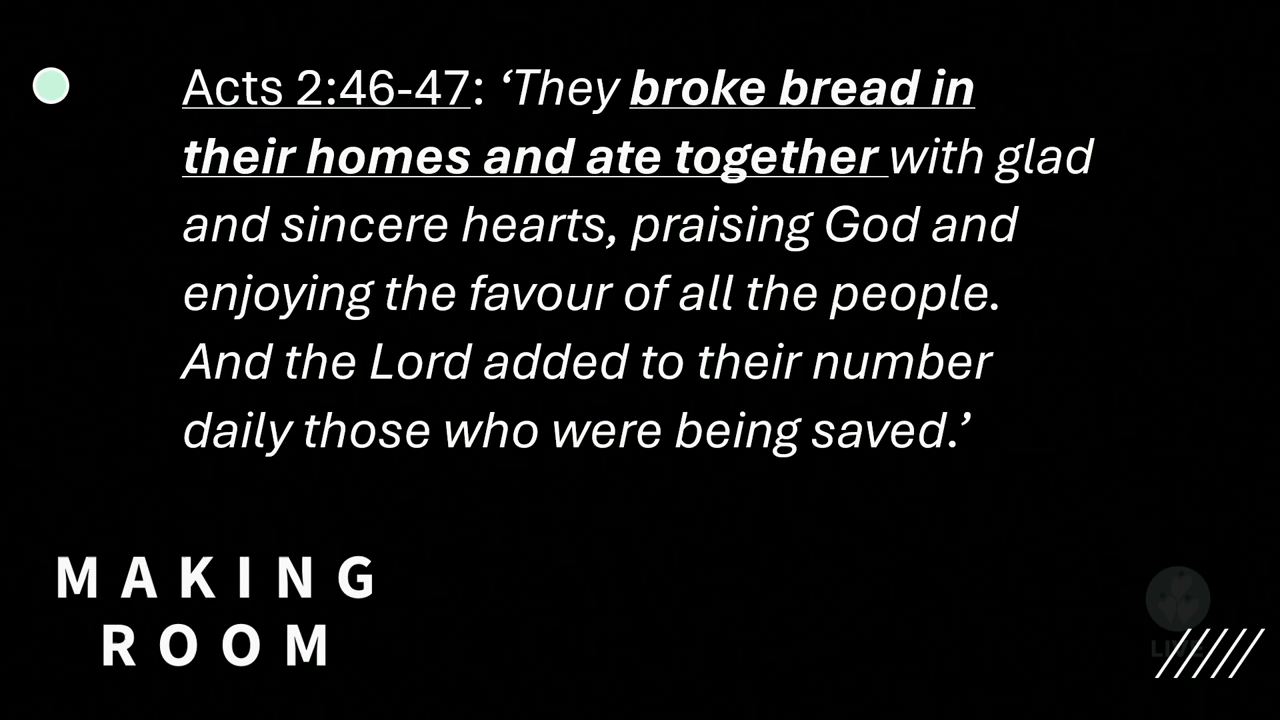 Acts 2:46-47: ‘They broke bread in
their homes and ate together with glad
and sincere hearts, praising God and
enjoying the favour of all the people.
And the Lord added to their number
daily those who were being saved.’
MAKING
ROOM
LIVE